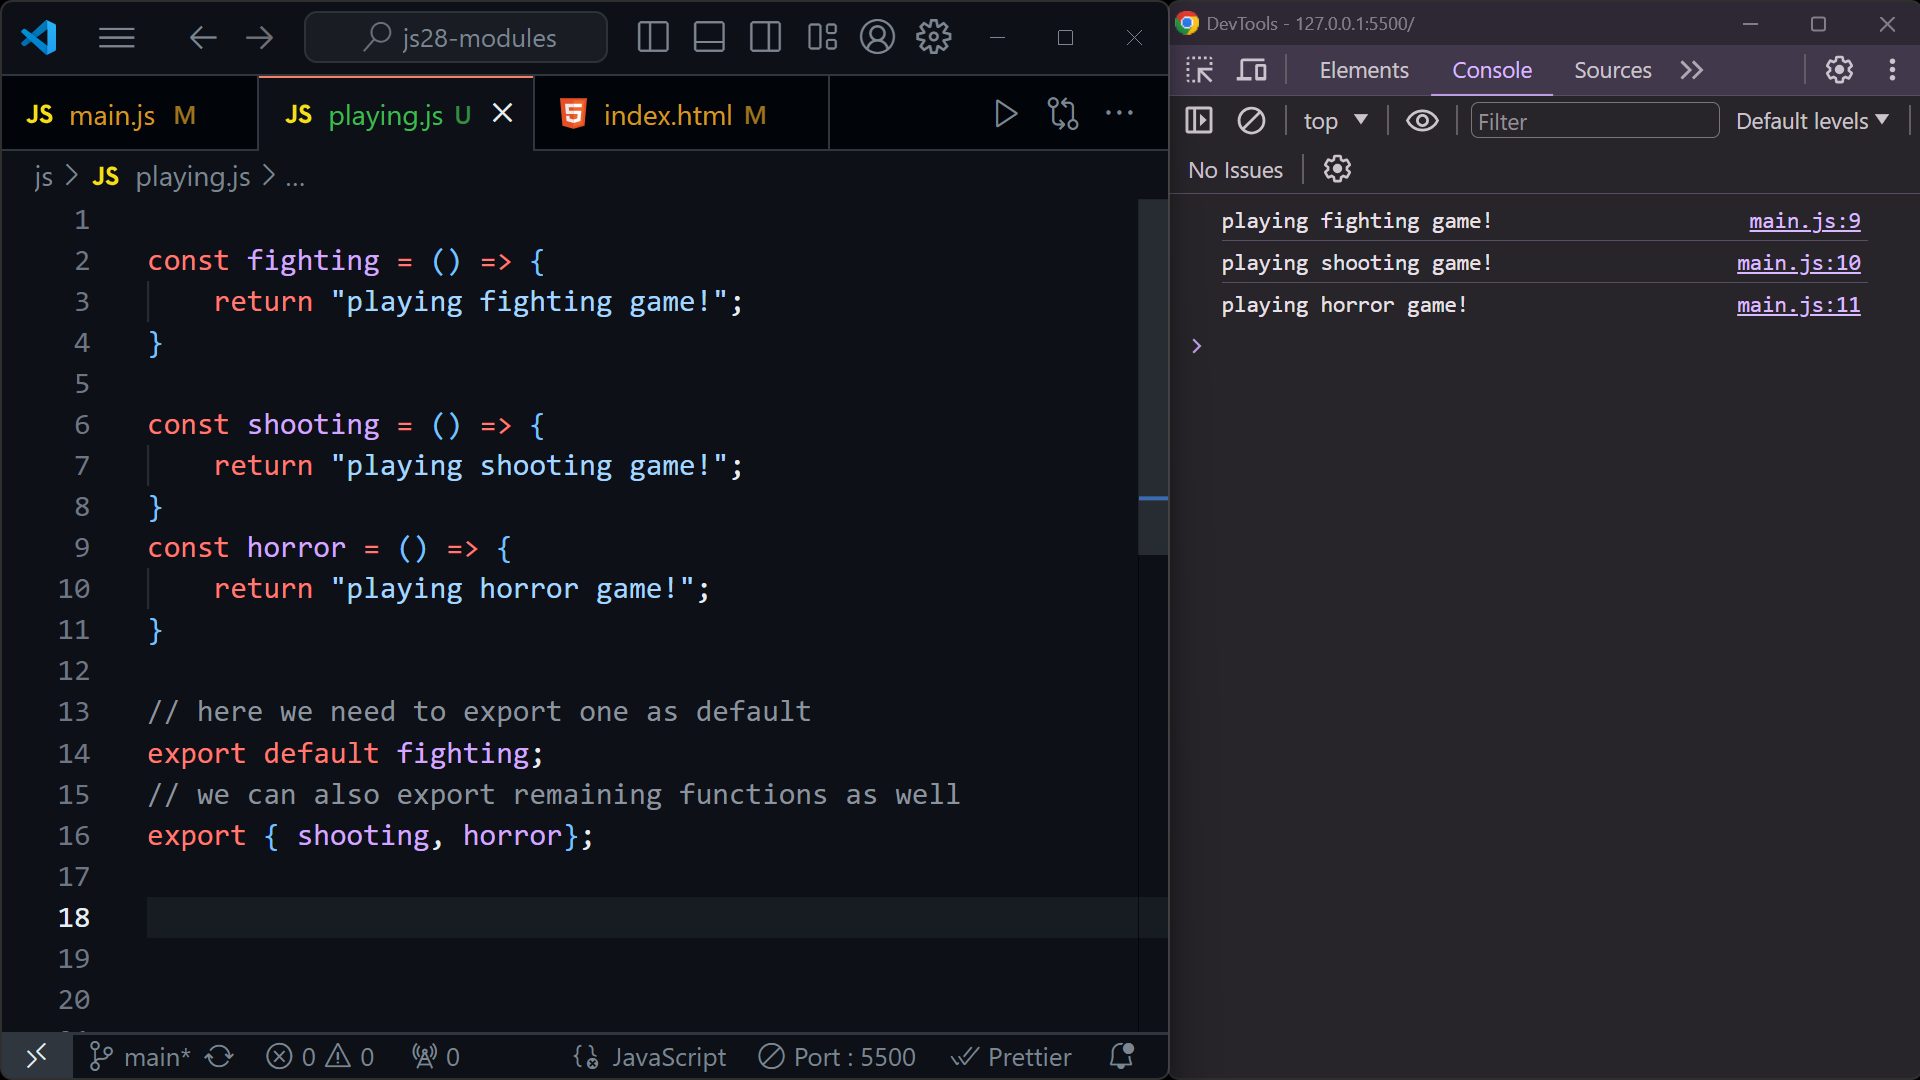 js28-modules
JS main.js M
JS playing.js U
index.html M
js > JS playing.js > ...
1
2 const fighting = () => {
3 return "playing fighting game!";
4 }
5
6 const shooting = () => {
7 return "playing shooting game!";
8 }
9 const horror = () => {
10 return "playing horror game!";
11 }
12
13 // here we need to export one as default
14 export default fighting;
15 // we can also export remaining functions as well
16 export { shooting, horror};
17
18
19
20
main* 0 0 0 JavaScript Port : 5500 Prettier
DevTools - 127.0.0.1:5500/
Elements Console Sources
top Filter Default levels
No Issues
playing fighting game! main.js:9
playing shooting game! main.js:10
playing horror game! main.js:11